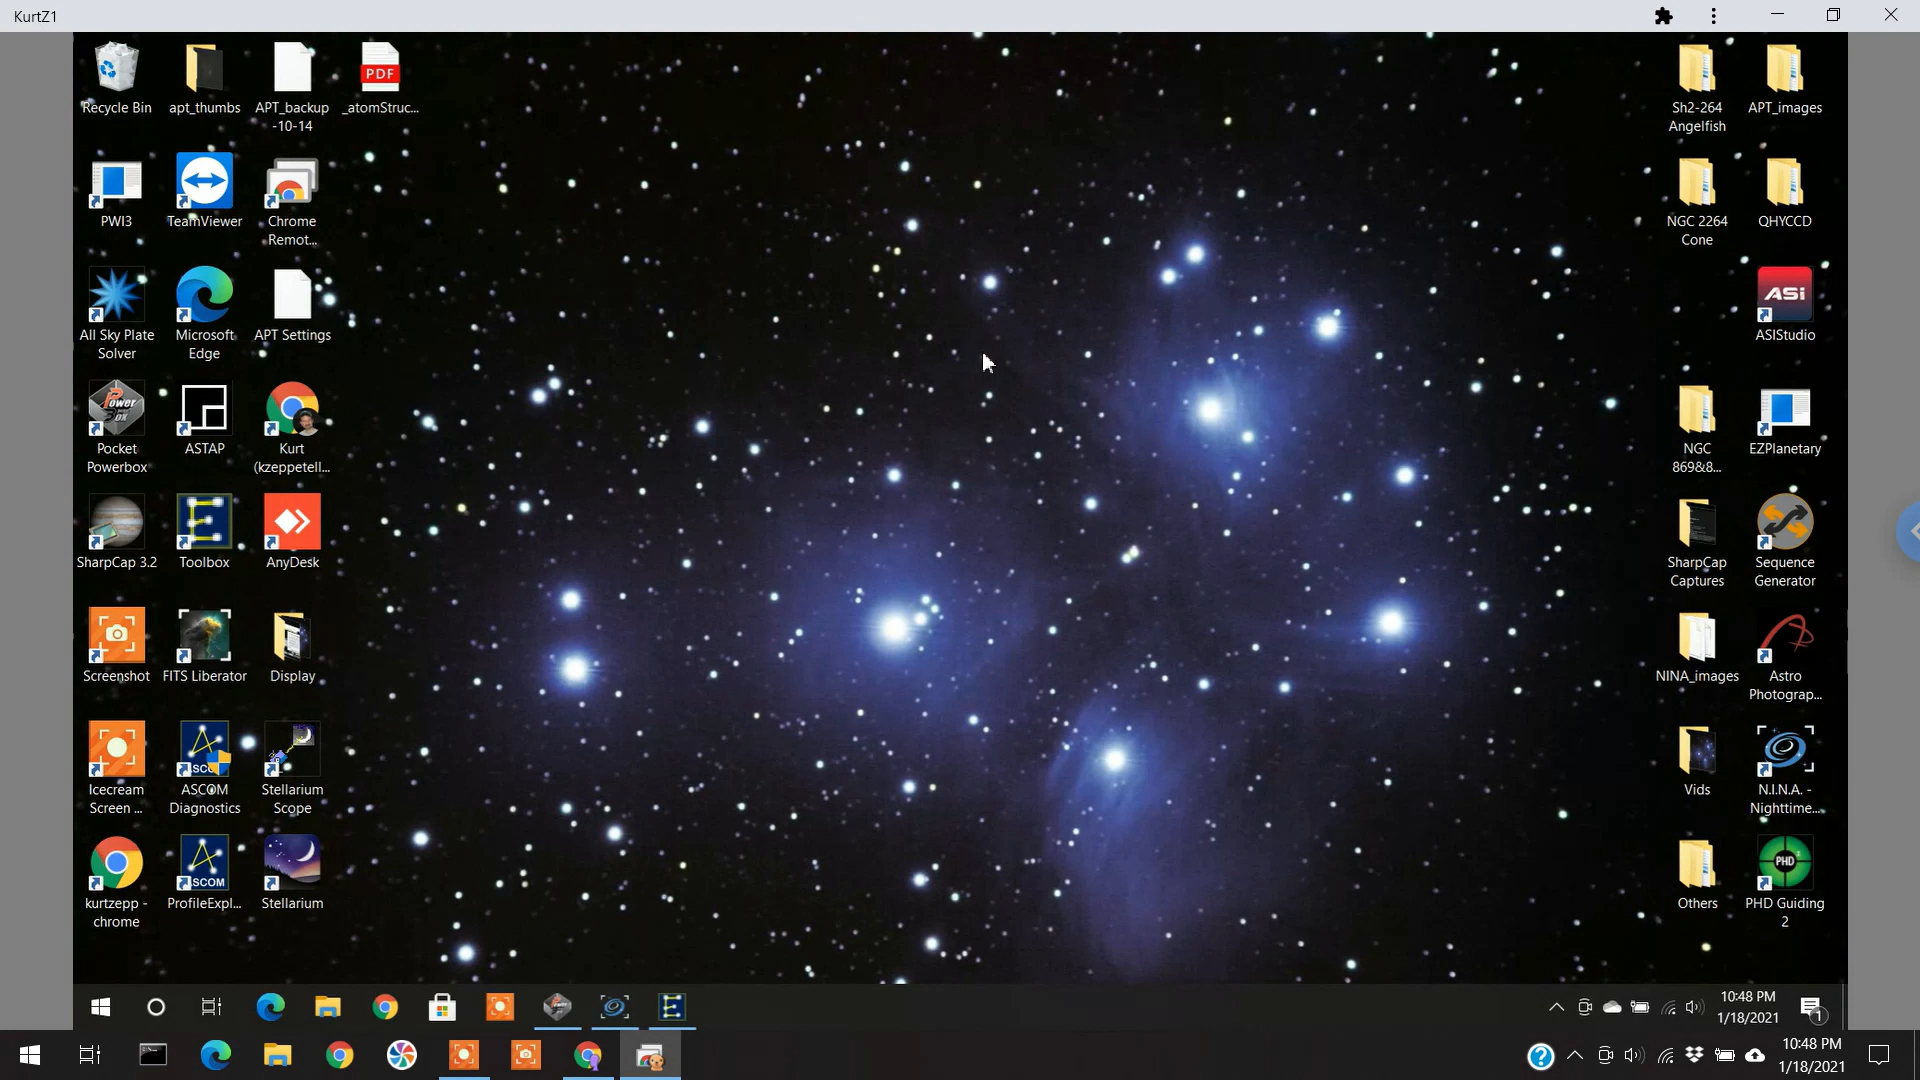 KurtZ1
Recycle Bin
apt_thumbs
APT_backup
-10-14
PDF
_atomStruc...
Sh2-264
Angelfish
APT_images
PWI3
TeamViewer
Chrome
Remot...
NGC 2264
Cone
QHYCCD
All Sky Plate
Solver
Microsoft
Edge
APT Settings
ASi
ASIStudio
Power
Box
Pocket
Powerbox
ASTAP
Kurt
(kzeppetell...
NGC
869&8...
EZPlanetary
SharpCap 3.2
Toolbox
AnyDesk
SharpCap
Captures
Sequence
Generator
Screenshot
FITS Liberator
Display
NINA_images
Astro
Photograp...
Icecream
Screen ...
ASCOM
Diagnostics
Stellarium
Scope
Vids
N.I.N.A. -
Nighttime...
kurtzepp -
chrome
ASCOM
ProfileExpl...
Stellarium
Others
PHD
PHD Guiding
2
10:48 PM
1/18/2021
1
10:48 PM
1/18/2021